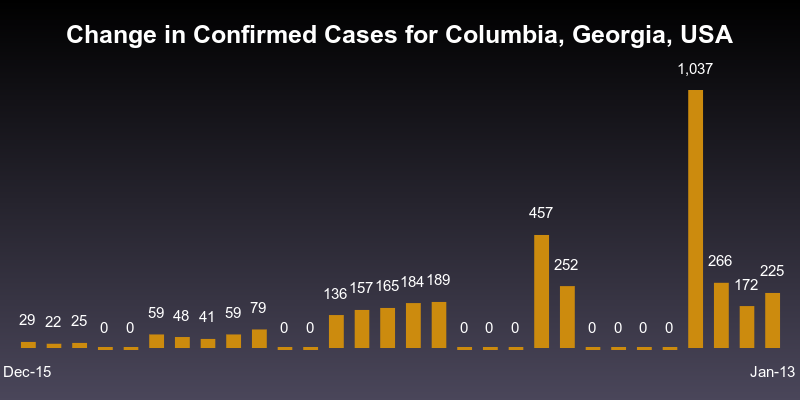 Change in Confirmed Cases for Columbia, Georgia, USA
1,037
457
266
252
225
136 157 165 184 189
172
29 22 25 0 0 59 48 41 59 79 0 0 0 0 0 0 0 0 0
Dec-15 Jan-13